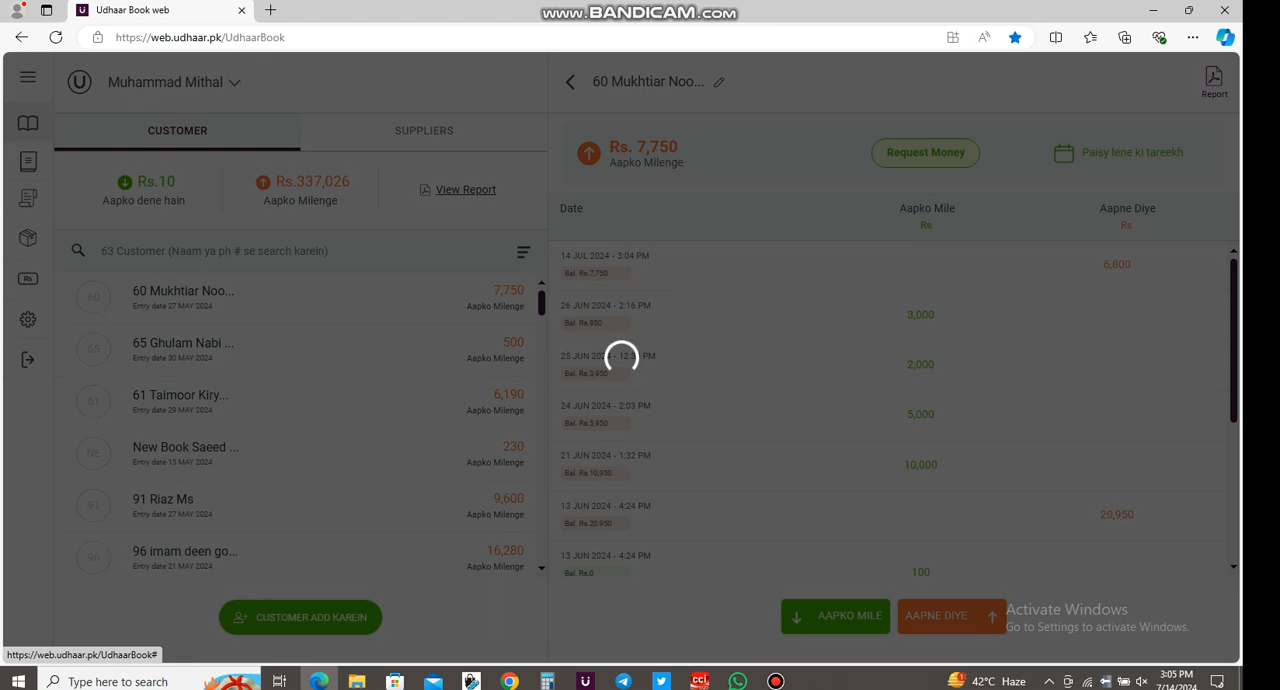 Udhaar Book web
www.BANDICAM.com
https://web.udhaar.pk/UdhaarBook
Muhammad Mithal
60 Mukhtiar Noo...
Report
CUSTOMER
SUPPLIERS
Rs. 7,750
Aapko Milenge
Request Money
Paisy lene ki tareekh
Rs.10
Aapko dene hain
Rs.337,026
Aapko Milenge
View Report
Date
Aapko Mile
Rs.
Aapne Diye
Rs.
63 Customer (Naam ya ph # se search karein)
60
60 Mukhtiar Noo...
Entry date 27 MAY 2024
7,750
Aapko Milenge
65
65 Ghulam Nabi ...
Entry date 30 MAY 2024
500
Aapko Milenge
61
61 Taimoor Kiry...
Entry date 29 MAY 2024
6,190
Aapko Milenge
NE
New Book Saeed ...
Entry date 15 MAY 2024
230
Aapko Milenge
91
91 Riaz Ms
Entry date 27 MAY 2024
9,600
Aapko Milenge
96
96 imam deen go...
Entry date 21 MAY 2024
16,280
Aapko Milenge
14 JUL 2024 - 3:04 PM
Bal. Rs.7,750
6,800
26 JUN 2024 - 2:16 PM
Bal. Rs.950
3,000
25 JUN PM
Bal. Rs.3,950
2,000
24 JUN 2024 - 2:03 PM
Bal. Rs.5,950
5,000
21 JUN 2024 - 1:32 PM
Bal. Rs.10,950
10,000
13 JUN 2024 - 4:24 PM
Bal. Rs.20,950
20,950
13 JUN 2024 - 4:24 PM
Bal. Rs.0
100
CUSTOMER ADD KAREIN
AAPKO MILE
AAPNE DIYE
Activate Windows
Go to Settings to activate Windows.
https://web.udhaar.pk/UdhaarBook#
Type here to search
42°C Haze
3:05 PM
7/14/2024